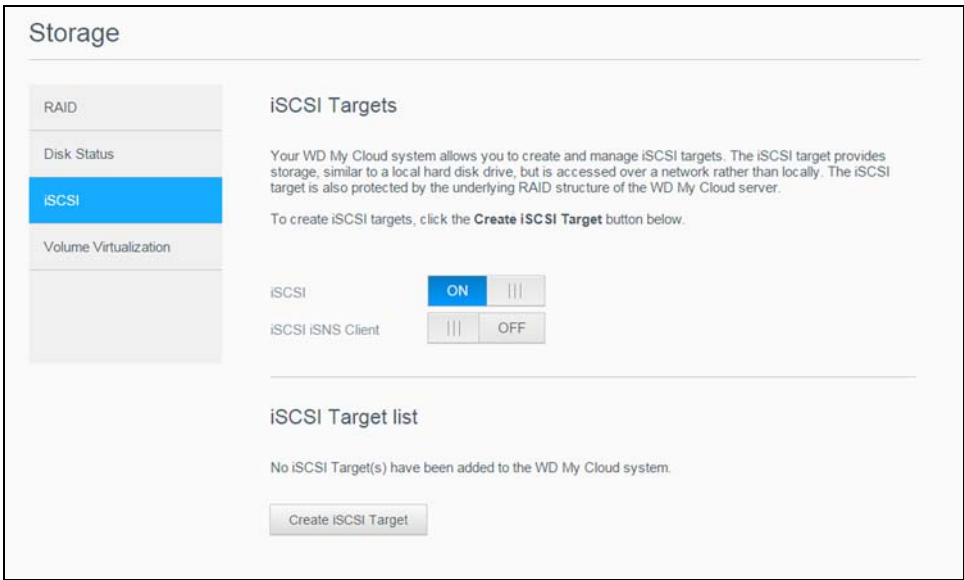 Storage
RAID
Disk Status
iSCSI
Volume Virtualization
iSCSI Targets
Your WD My Cloud system allows you to create and manage iSCSI targets. The iSCSI target provides
storage, similar to a local hard disk drive, but is accessed over a network rather than locally. The iSCSI
target is also protected by the underlying RAID structure of the WD My Cloud server.
To create iSCSI targets, click the Create iSCSI Target button below.
iSCSI ON
iSCSI iSNS Client OFF
iSCSI Target list
No iSCSI Target(s) have been added to the WD My Cloud system.
Create iSCSI Target